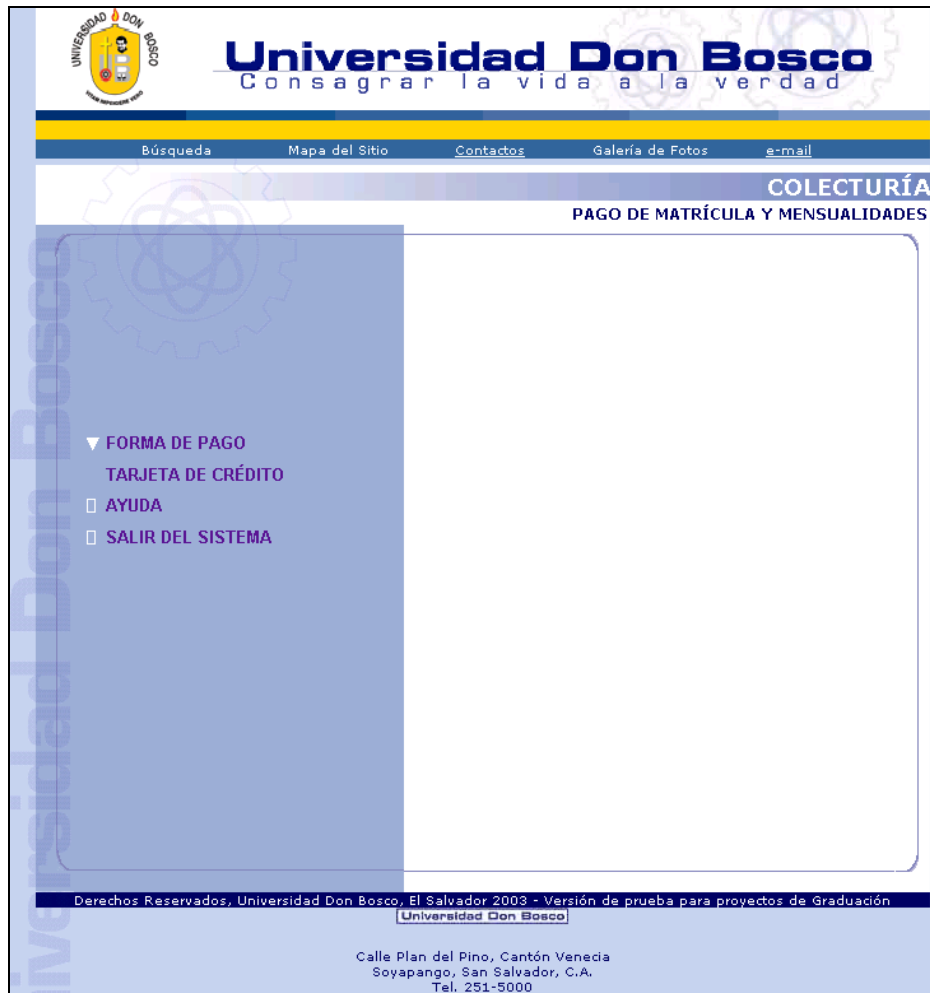 UNIVERSIDAD DON BOSCO
Universidad Don Bosco
Consagrar la vida a la verdad
Búsqueda Mapa del Sitio Contactos Galería de Fotos e-mail
COLECTURÍA
PAGO DE MATRÍCULA Y MENSUALIDADES
FORMA DE PAGO
TARJETA DE CRÉDITO
AYUDA
SALIR DEL SISTEMA
Universidad Don Bosco
Derechos Reservados, Universidad Don Bosco, El Salvador 2003 - Versión de prueba para proyectos de Graduación
Universidad Don Bosco
Calle Plan del Pino, Cantón Venecia
Soyapango, San Salvador, C.A.
Tel. 251-5000